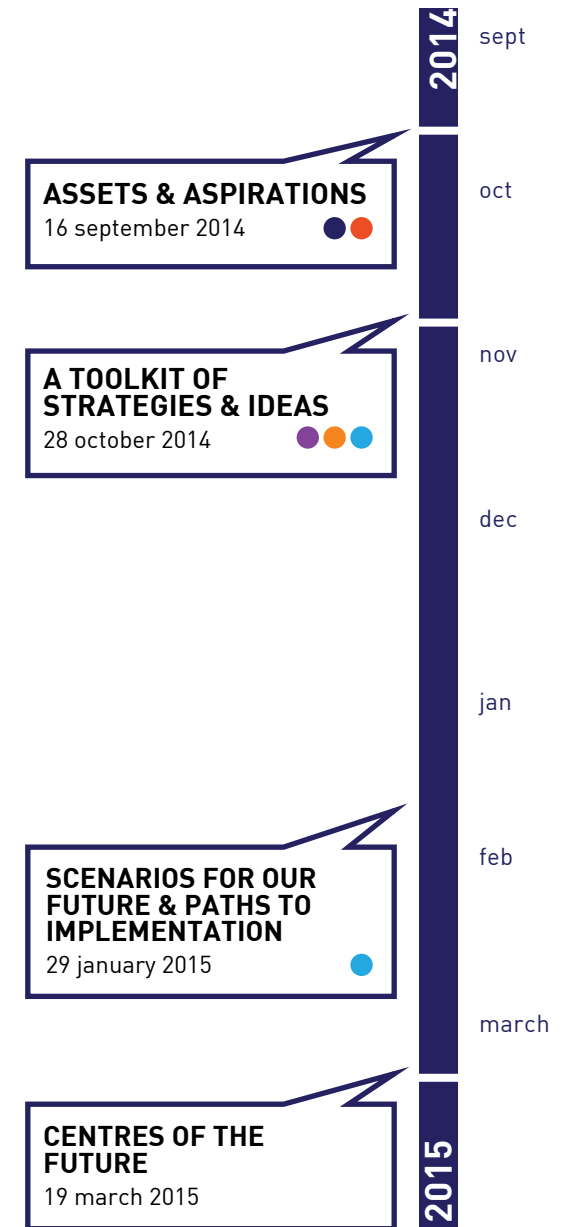 2014
sept
ASSETS & ASPIRATIONS
16 september 2014
oct
nov
A TOOLKIT OF
STRATEGIES & IDEAS
28 october 2014
dec
jan
feb
SCENARIOS FOR OUR
FUTURE & PATHS TO
IMPLEMENTATION
29 january 2015
march
CENTRES OF THE
FUTURE
19 march 2015
2015